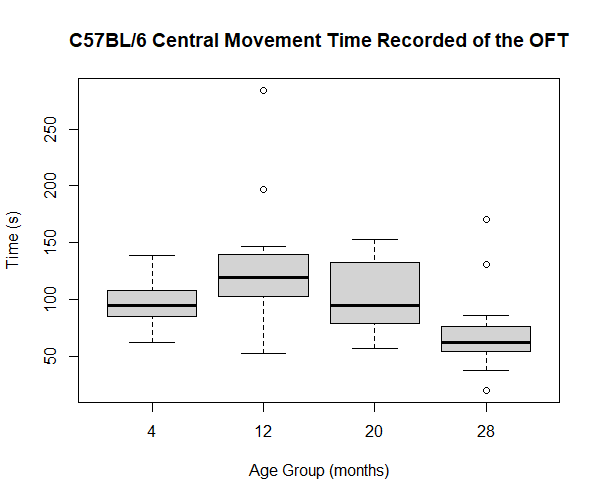 C57BL/6 Central Movement Time Recorded of the OFT
Time (s)
250
200
150
100
50
4 12 20 28
Age Group (months)